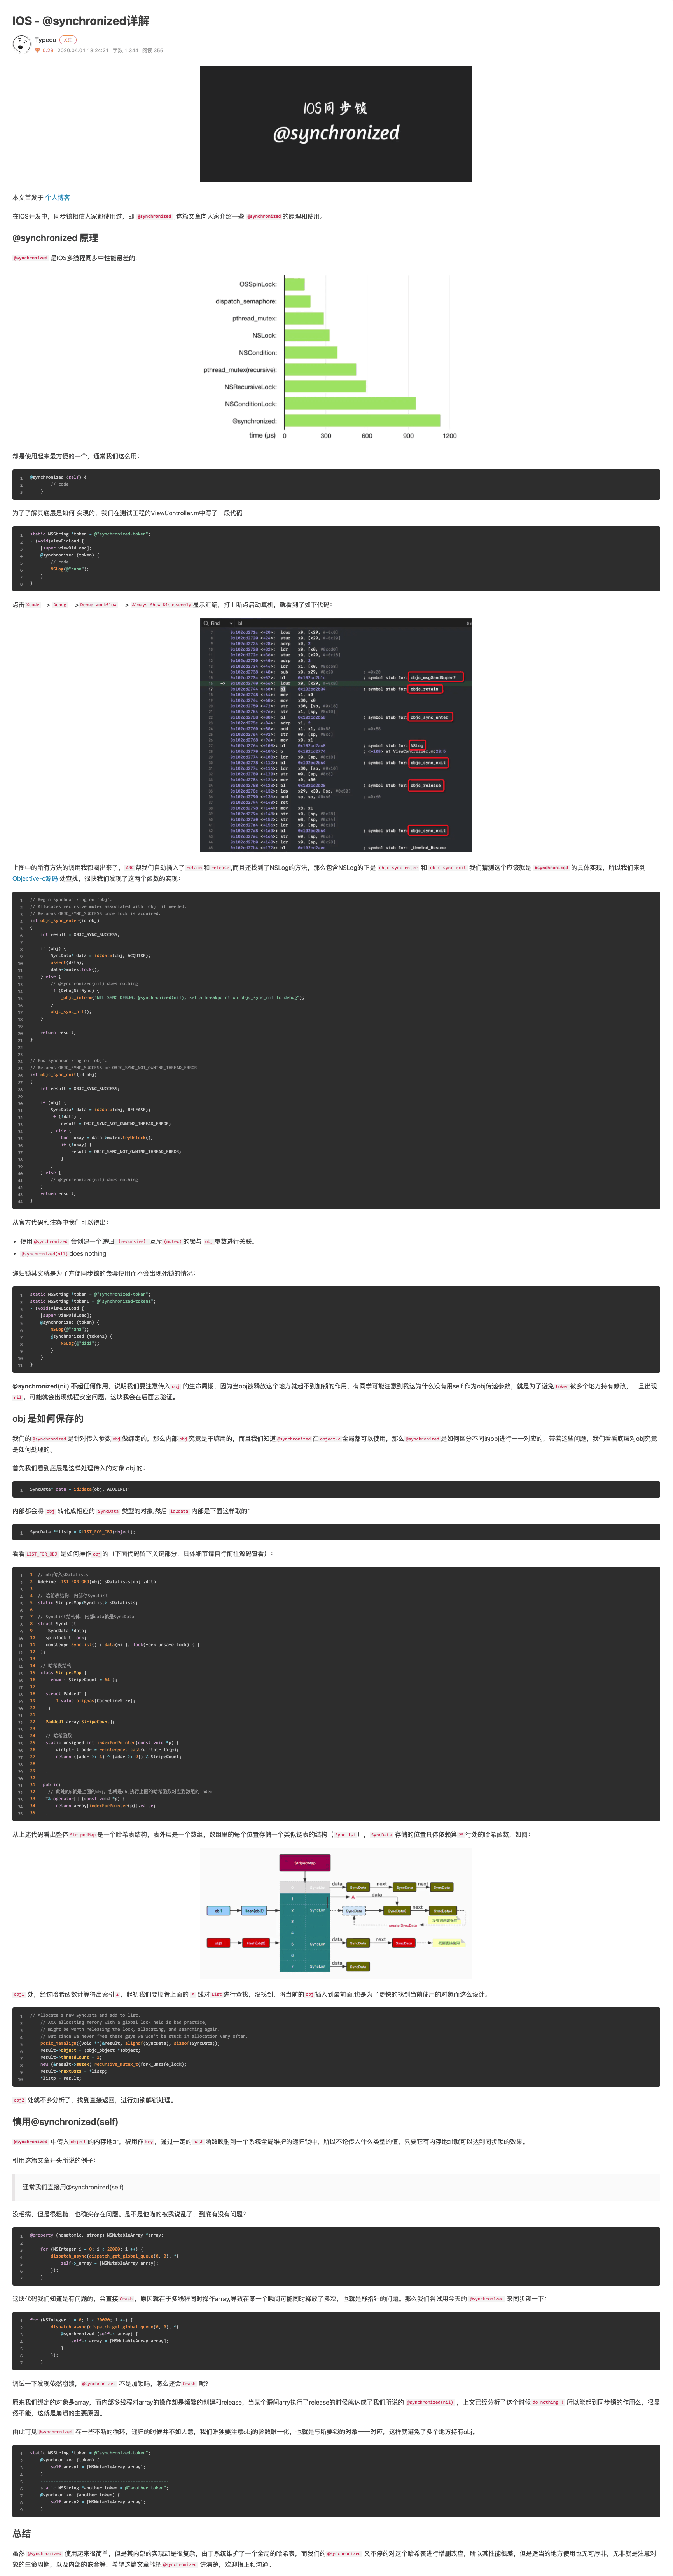 IOS - @synchronized详解
Typeco 关注
0.29 2020.04.01 18:24:21 字数 1,344 阅读 355
IOS同步锁
@synchronized
本文首发于 个人博客
在IOS开发中，同步锁相信大家都使用过，即 @synchronized ,这篇文章向大家介绍一些 @synchronized 的原理和使用。
@synchronized 原理
@synchronized 是IOS多线程同步中性能最差的:
OSSpinLock:
dispatch_semaphore:
pthread_mutex:
NSLock:
NSCondition:
pthread_mutex(recursive):
NSRecursiveLock:
NSConditionLock:
@synchronized:
time (μs) 0 300 600 900 1200
却是使用起来最方便的一个，通常我们这么用：
@synchronized (self) {
// code
}
为了了解其底层是如何 实现的，我们在测试工程的ViewController.m中写了一段代码
static NSString *token = @"synchronized-token";
- (void)viewDidLoad {
[super viewDidLoad];
@synchronized (token) {
// code
NSLog(@"haha");
}
}
点击 Xcode --> Debug --> Debug Workflow --> Always Show Disassembly 显示汇编，打上断点启动真机，就看到了如下代码：
; symbol stub for: objc_msgSendSuper2
; symbol stub for: objc_retain
; symbol stub for: objc_sync_enter
; symbol stub for: NSLog
; symbol stub for: objc_sync_exit
; symbol stub for: objc_release
; symbol stub for: objc_sync_exit
; symbol stub for: _Unwind_Resume
上图中的所有方法的调用我都圈出来了， ARC 帮我们自动插入了 retain 和 release ,而且还找到了NSLog的方法，那么包含NSLog的正是 objc_sync_enter 和 objc_sync_exit 我们猜测这个应该就是 @synchronized 的具体实现，所以我们来到
Objective-c源码 处查找，很快我们发现了这两个函数的实现：
// Begin synchronizing on 'obj'.
// Allocates recursive mutex associated with 'obj' if needed.
// Returns OBJC_SYNC_SUCCESS once lock is acquired.
int objc_sync_enter(id obj)
{
int result = OBJC_SYNC_SUCCESS;
if (obj) {
SyncData* data = id2data(obj, ACQUIRE);
assert(data);
data->mutex.lock();
} else {
// @synchronized(nil) does nothing
if (DebugNilSync) {
_objc_inform("NIL SYNC DEBUG: @synchronized(nil); set a breakpoint on objc_sync_nil to debug");
}
objc_sync_nil();
}
return result;
}
// End synchronizing on 'obj'.
// Returns OBJC_SYNC_SUCCESS or OBJC_SYNC_NOT_OWNING_THREAD_ERROR
int objc_sync_exit(id obj)
{
int result = OBJC_SYNC_SUCCESS;
if (obj) {
SyncData* data = id2data(obj, RELEASE);
if (!data) {
result = OBJC_SYNC_NOT_OWNING_THREAD_ERROR;
} else {
bool okay = data->mutex.tryUnlock();
if (!okay) {
result = OBJC_SYNC_NOT_OWNING_THREAD_ERROR;
}
}
} else {
// @synchronized(nil) does nothing
}
return result;
}
从官方代码和注释中我们可以得出：
• 使用 @synchronized 会创建一个递归 (recursive) 互斥 (mutex) 的锁与 obj 参数进行关联。
• @synchronized(nil) does nothing
递归锁其实就是为了方便同步锁的嵌套使用而不会出现死锁的情况：
static NSString *token = @"synchronized-token";
static NSString *token1 = @"synchronized-token1";
- (void)viewDidLoad {
[super viewDidLoad];
@synchronized (token) {
NSLog(@"haha");
@synchronized (token1) {
NSLog(@"didi");
}
}
}
@synchronized(nil) 不起任何作用，说明我们要注意传入 obj 的生命周期，因为当obj被释放这个地方就起不到加锁的作用，有同学可能注意到我这为什么没有用self 作为obj传递参数，就是为了避免 token 被多个地方持有修改，一旦出现
nil ，可能就会出现线程安全问题，这块我会在后面去验证。
obj 是如何保存的
我们的 @synchronized 是针对传入参数 obj 做绑定的，那么内部 obj 究竟是干嘛用的，而且我们知道 @synchronized 在 object-c 全局都可以使用，那么 @synchronized 是如何区分不同的obj进行一一对应的，带着这些问题，我们看看底层对obj究竟
是如何处理的。
首先我们看到底层是这样处理传入的对象 obj 的：
SyncData* data = id2data(obj, ACQUIRE);
内部都会将 obj 转化成相应的 SyncData 类型的对象,然后 id2data 内部是下面这样取的：
SyncData **listp = &LIST_FOR_OBJ(object);
看看 LIST_FOR_OBJ 是如何操作 obj 的（下面代码留下关键部分，具体细节请自行前往源码查看）：
1 // obj传入sDataLists
2 #define LIST_FOR_OBJ(obj) sDataLists[obj].data
3
4 // 哈希表结构，内部存SyncList
5 static StripedMap<SyncList> sDataLists;
6
7 // SyncList结构体，内部data就是SyncData
8 struct SyncList {
9 SyncData *data;
10 spinlock_t lock;
11 constexpr SyncList() : data(nil), lock(fork_unsafe_lock) { }
12 };
13
14 // 哈希表结构
15 class StripedMap {
16 enum { StripeCount = 64 };
17
18 struct PaddedT {
19 T value alignas(CacheLineSize);
20 };
21
22 PaddedT array[StripeCount];
23
24 // 哈希函数
25 static unsigned int indexForPointer(const void *p) {
26 uintptr_t addr = reinterpret_cast<uintptr_t>(p);
27 return ((addr >> 4) ^ (addr >> 9)) % StripeCount;
28
29 }
30
31 public:
32 // 此处的p就是上面的obj，也就是obj执行上面的哈希函数对应到数组的index
33 T& operator[] (const void *p) {
34 return array[indexForPointer(p)].value;
35 }
从上述代码看出整体 StripedMap 是一个哈希表结构，表外层是一个数组，数组里的每个位置存储一个类似链表的结构（ SyncList ）， SyncData 存储的位置具体依赖第 25 行处的哈希函数，如图：
StripedMap
obj1 Hash(obj1) 2 SyncList
obj2 Hash(obj2) 5 SyncList
data next next
SyncData SyncData SyncData
create SyncData
obj1 处，经过哈希函数计算得出索引 2 ，起初我们要顺着上面的 A 线对 List 进行查找，没找到，将当前的 obj 插入到最前面,也是为了更快的找到当前使用的对象而这么设计。
// Allocate a new SyncData and add to list.
// XXX allocating memory with a global lock held is bad practice,
// might be worth releasing the lock, allocating, and searching again.
// But since we never free these guys we won't be stuck in allocation very often.
posix_memalign((void **)&result, alignof(SyncData), sizeof(SyncData));
result->object = (objc_object *)object;
result->threadCount = 1;
new (&result->mutex) recursive_mutex_t(fork_unsafe_lock);
result->nextData = *listp;
*listp = result;
obj2 处就不多分析了，找到直接返回，进行加锁解锁处理。
慎用@synchronized(self)
@synchronized 中传入 object 的内存地址，被用作 key ，通过一定的 hash 函数映射到一个系统全局维护的递归锁中，所以不论传入什么类型的值，只要它有内存地址就可以达到同步锁的效果。
引用这篇文章开头所说的例子：
通常我们直接用@synchronized(self)
没毛病，但是很粗糙，也确实存在问题。是不是他喵的被我说乱了，到底有没有问题?
@property (nonatomic, strong) NSMutableArray *array;
for (NSInteger i = 0; i < 20000; i ++) {
dispatch_async(dispatch_get_global_queue(0, 0), ^{
self->_array = [NSMutableArray array];
});
}
这块代码我们知道是有问题的，会直接 Crash ，原因就在于多线程同时操作array,导致在某一个瞬间可能同时释放了多次，也就是野指针的问题。那么我们尝试用今天的 @synchronized 来同步锁一下：
for (NSInteger i = 0; i < 20000; i ++) {
dispatch_async(dispatch_get_global_queue(0, 0), ^{
@synchronized (self->_array) {
self->_array = [NSMutableArray array];
}
});
}
调试一下发现依然崩溃， @synchronized 不是加锁吗，怎么还会 Crash 呢?
原来我们绑定的对象是array，而内部多线程对array的操作却是频繁的创建和release，当某个瞬间arry执行了release的时候就达成了我们所说的 @synchronized(nil) ，上文已经分析了这个时候 do nothing ! 所以能起到同步锁的作用么，很显
然不能，这就是崩溃的主要原因。
由此可见 @synchronized 在一些不断的循环，递归的时候并不如人意，我们唯独要注意obj的参数唯一化，也就是与所要锁的对象一一对应，这样就避免了多个地方持有obj。
static NSString *token = @"synchronized-token";
@synchronized (token) {
self.array1 = [NSMutableArray array];
}
static NSString *another_token = @"another_token";
@synchronized (another_token) {
self.array2 = [NSMutableArray array];
}
总结
虽然 @synchronized 使用起来很简单，但是其内部的实现却是很复杂，由于系统维护了一个全局的哈希表，而我们的 @synchronized 又不停的对这个哈希表进行增删改查，所以其性能很差，但是适当的地方使用也无可厚非，无非就是注意对
象的生命周期，以及内部的嵌套等。希望这篇文章能把 @synchronized 讲清楚，欢迎指正和沟通。